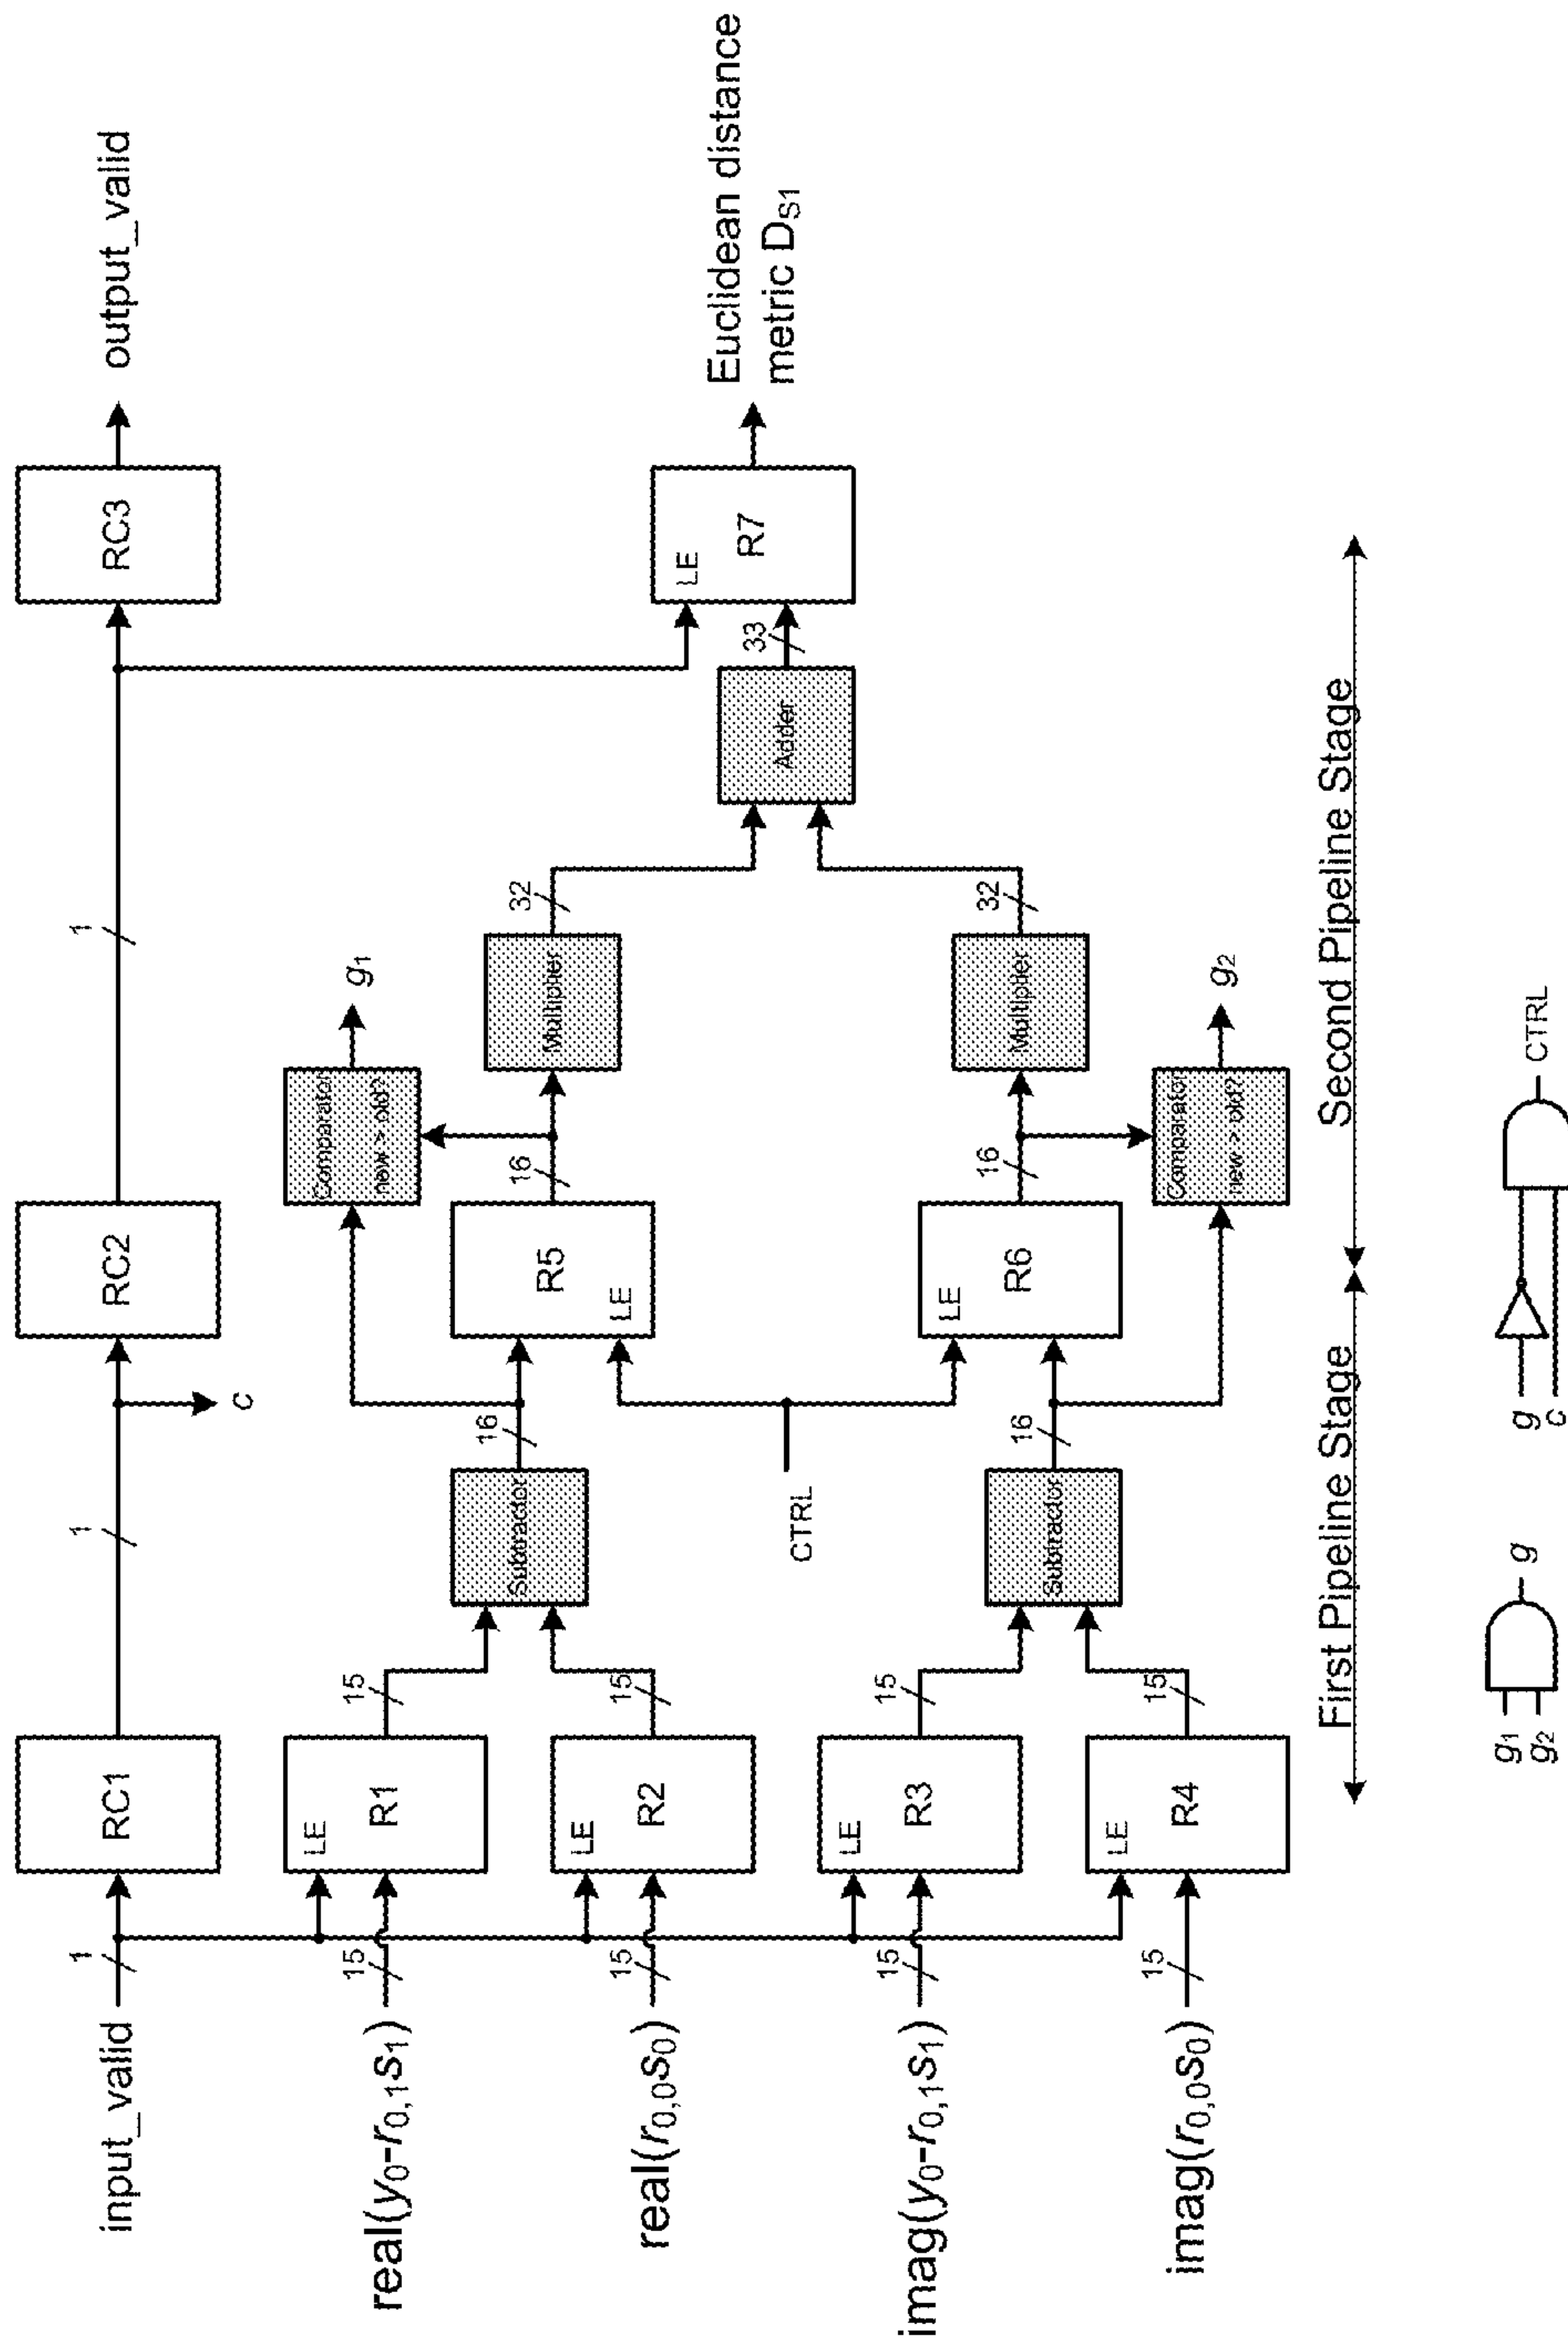 input_valid
1
RC1
1
c
RC2
1
RC3
output_valid
real(y₀-r₀,₁s₁)
15
LE
R1
15
real(r₀,₀s₀)
15
LE
R2
15
Subtractor
16
LE
R5
16
Comparator
new > old?
g₁
Multiplier
32
CTRL
imag(y₀-r₀,₁s₁)
15
LE
R3
15
imag(r₀,₀s₀)
15
LE
R4
15
Subtractor
16
LE
R6
16
Comparator
new > old?
g₂
Multiplier
32
Adder
33
LE
R7
Euclidean distance
metric D_S1
First Pipeline Stage
Second Pipeline Stage
g₁
g₂
g
g
c
CTRL